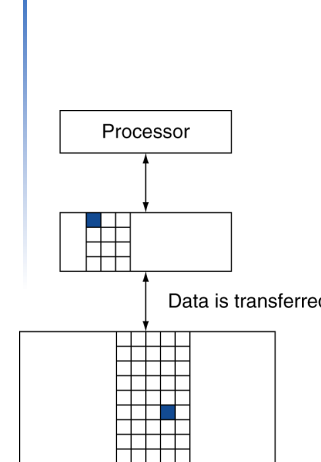 Processor
Data is transferred